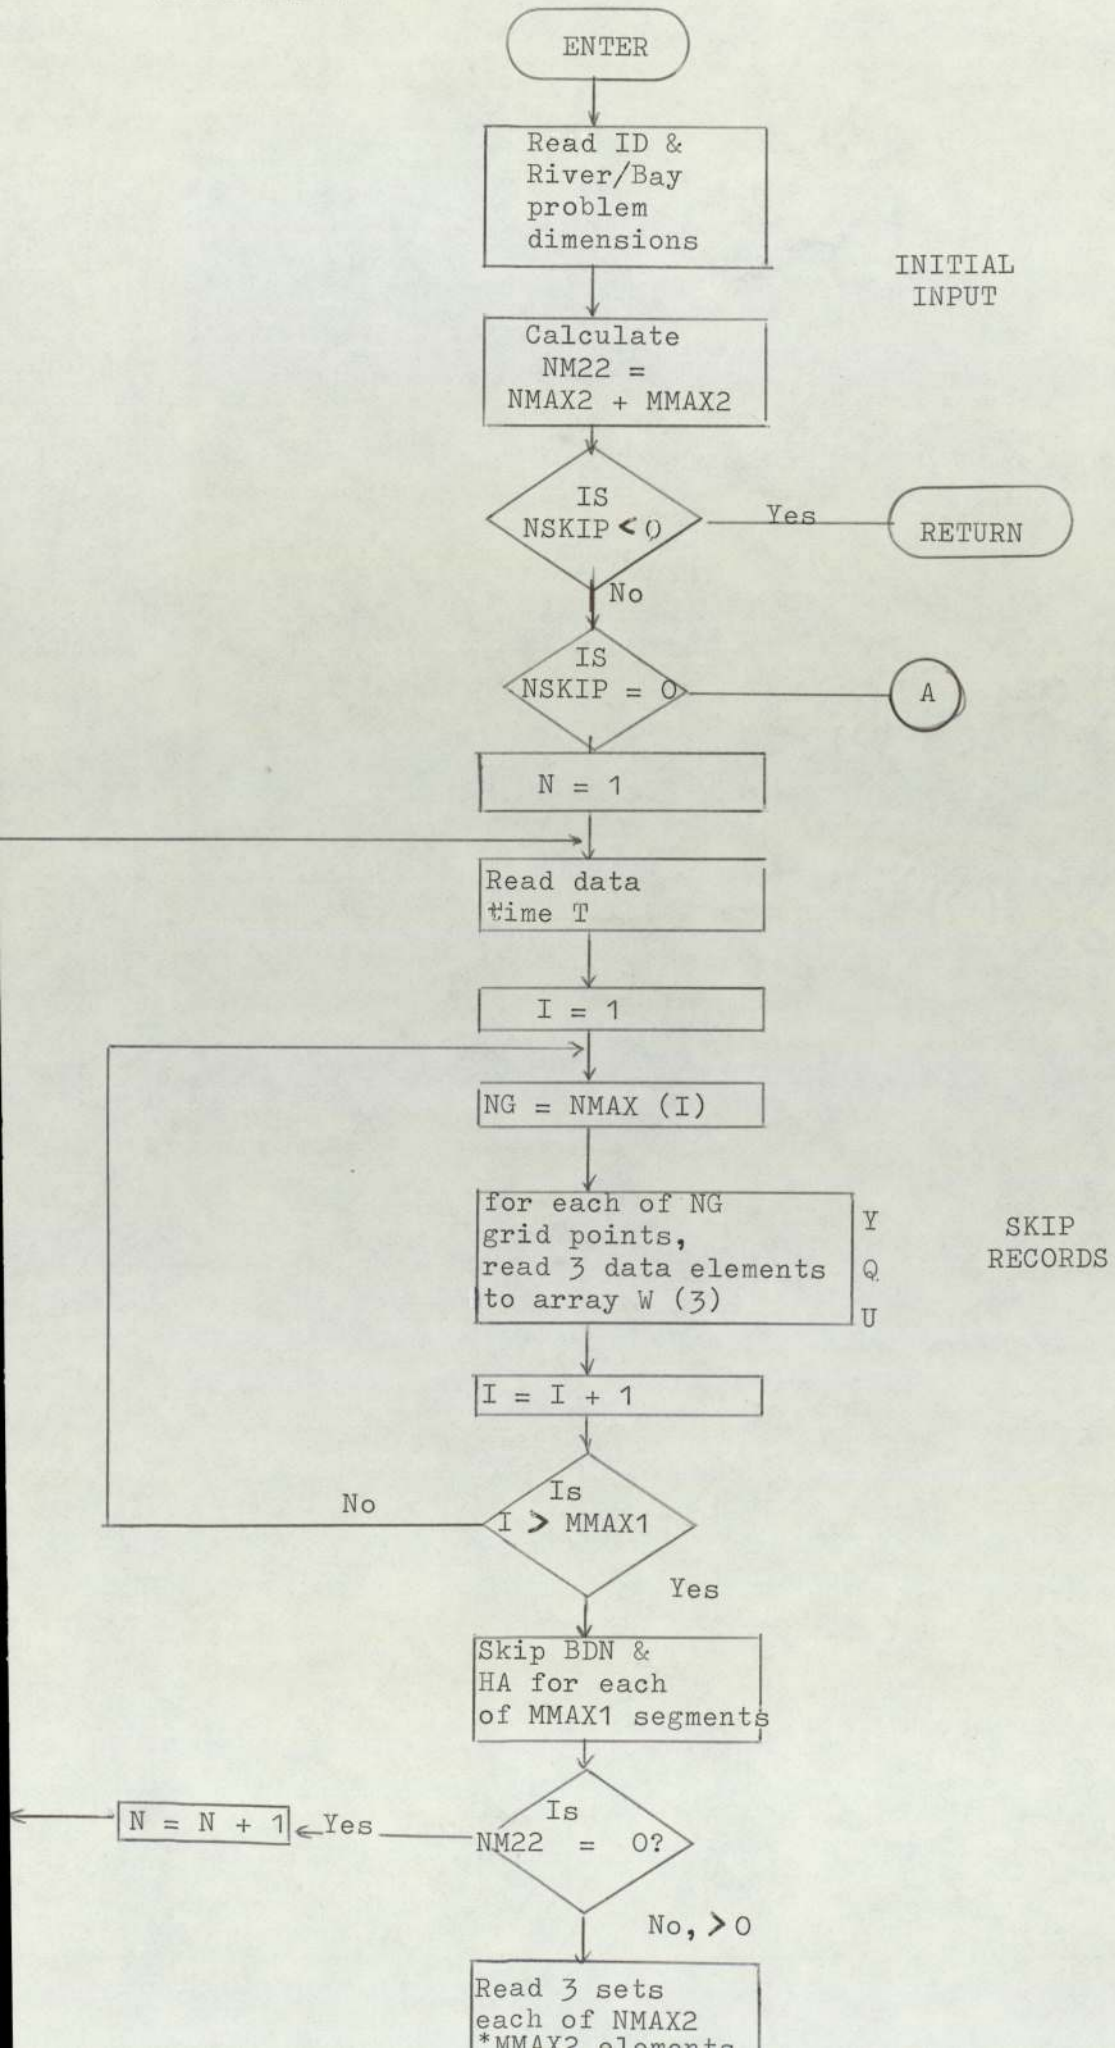 ENTER
Read ID &
River/Bay
problem
dimensions
INITIAL
INPUT
Calculate
NM22 =
NMAX2 + MMAX2
IS
NSKIP < 0
Yes
RETURN
No
IS
NSKIP = 0
A
N = 1
Read data
time T
I = 1
NG = NMAX (I)
for each of NG
grid points,
read 3 data elements
to array W (3)
Y
Q
U
SKIP
RECORDS
I = I + 1
Is
I > MMAX1
No
Yes
Skip BDN &
HA for each
of MMAX1 segments
Is
NM22 = 0?
Yes
N = N + 1
No, > 0
Read 3 sets
each of NMAX2
*MMAX2 elements